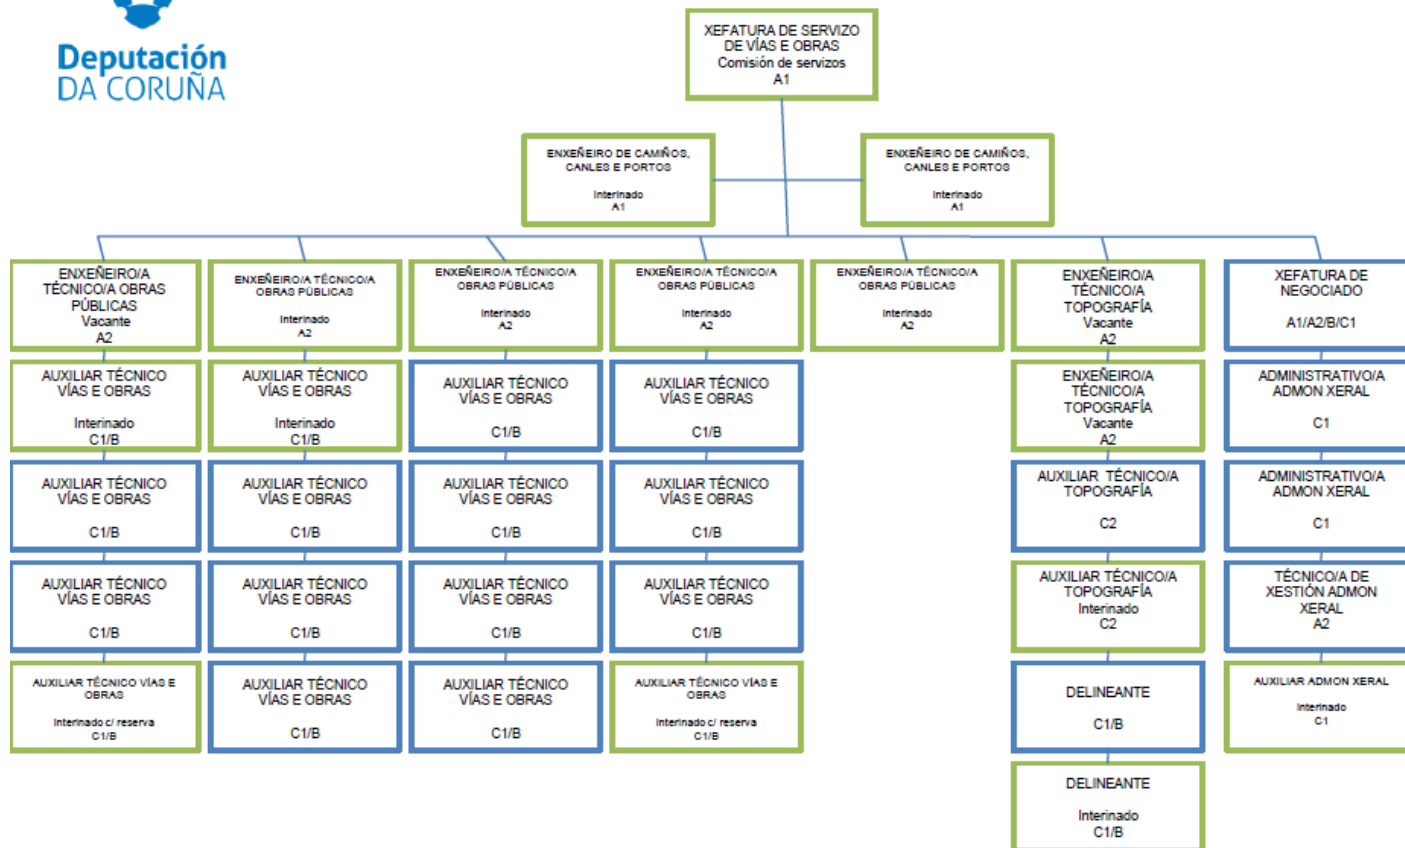 Deputación
DA CORUÑA
XEFATURA DE SERVIZO
DE VÍAS E OBRAS
Comisión de servizos
A1
ENXEÑEIRO DE CAMIÑOS,
CANLES E PORTOS
Interinado
A1
ENXEÑEIRO DE CAMIÑOS,
CANLES E PORTOS
Interinado
A1
ENXEÑEIRO/A
TÉCNICO/A OBRAS
PÚBLICAS
Vacante
A2
ENXEÑEIRO/A TÉCNICO/A
OBRAS PÚBLICAS
Interinado
A2
ENXEÑEIRO/A TÉCNICO/A
OBRAS PÚBLICAS
Interinado
A2
ENXEÑEIRO/A TÉCNICO/A
OBRAS PÚBLICAS
Interinado
A2
ENXEÑEIRO/A TÉCNICO/A
OBRAS PÚBLICAS
Interinado
A2
ENXEÑEIRO/A
TÉCNICO/A
TOPOGRAFÍA
Vacante
A2
XEFATURA DE
NEGOCIADO
A1/A2/B/C1
AUXILIAR TÉCNICO
VÍAS E OBRAS
Interinado
C1/B
AUXILIAR TÉCNICO
VÍAS E OBRAS
Interinado
C1/B
AUXILIAR TÉCNICO
VÍAS E OBRAS
C1/B
AUXILIAR TÉCNICO
VÍAS E OBRAS
C1/B
ENXEÑEIRO/A
TÉCNICO/A
TOPOGRAFÍA
Vacante
A2
ADMINISTRATIVO/A
ADMON XERAL
C1
AUXILIAR TÉCNICO
VÍAS E OBRAS
C1/B
AUXILIAR TÉCNICO
VÍAS E OBRAS
C1/B
AUXILIAR TÉCNICO
VÍAS E OBRAS
C1/B
AUXILIAR TÉCNICO
VÍAS E OBRAS
C1/B
AUXILIAR TÉCNICO/A
TOPOGRAFÍA
C2
ADMINISTRATIVO/A
ADMON XERAL
C1
AUXILIAR TÉCNICO
VÍAS E OBRAS
C1/B
AUXILIAR TÉCNICO
VÍAS E OBRAS
C1/B
AUXILIAR TÉCNICO
VÍAS E OBRAS
C1/B
AUXILIAR TÉCNICO
VÍAS E OBRAS
C1/B
AUXILIAR TÉCNICO/A
TOPOGRAFÍA
Interinado
C2
TÉCNICO/A DE
XESTIÓN ADMON
XERAL
A2
AUXILIAR TÉCNICO VÍAS E
OBRAS
Interinado c/ reserva
C1/B
AUXILIAR TÉCNICO
VÍAS E OBRAS
C1/B
AUXILIAR TÉCNICO
VÍAS E OBRAS
C1/B
AUXILIAR TÉCNICO VÍAS E
OBRAS
Interinado c/ reserva
C1/B
DELINEANTE
C1/B
AUXILIAR ADMON XERAL
Interinado
C1
DELINEANTE
Interinado
C1/B